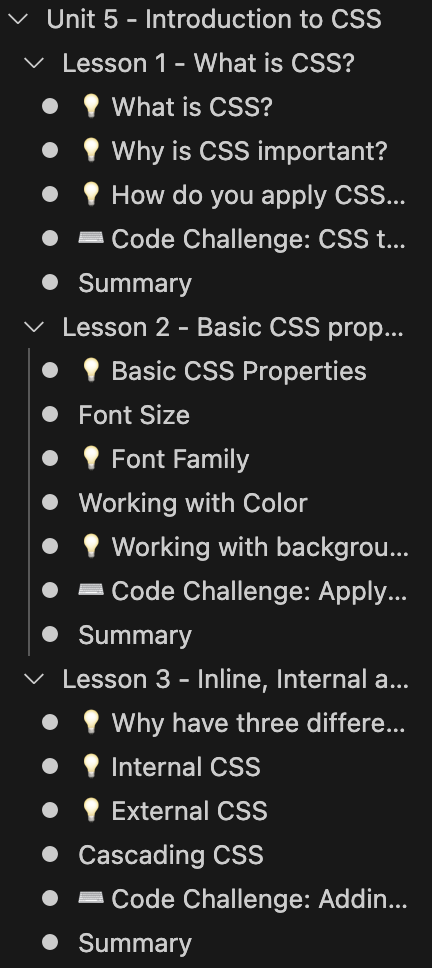 Unit 5 - Introduction to CSS
Lesson 1 - What is CSS?
💡 What is CSS?
💡 Why is CSS important?
💡 How do you apply CSS...
⌨️ Code Challenge: CSS t...
Summary
Lesson 2 - Basic CSS prop...
💡 Basic CSS Properties
Font Size
💡 Font Family
Working with Color
💡 Working with backgrou...
⌨️ Code Challenge: Apply...
Summary
Lesson 3 - Inline, Internal a...
💡 Why have three differe...
💡 Internal CSS
💡 External CSS
Cascading CSS
⌨️ Code Challenge: Addin...
Summary